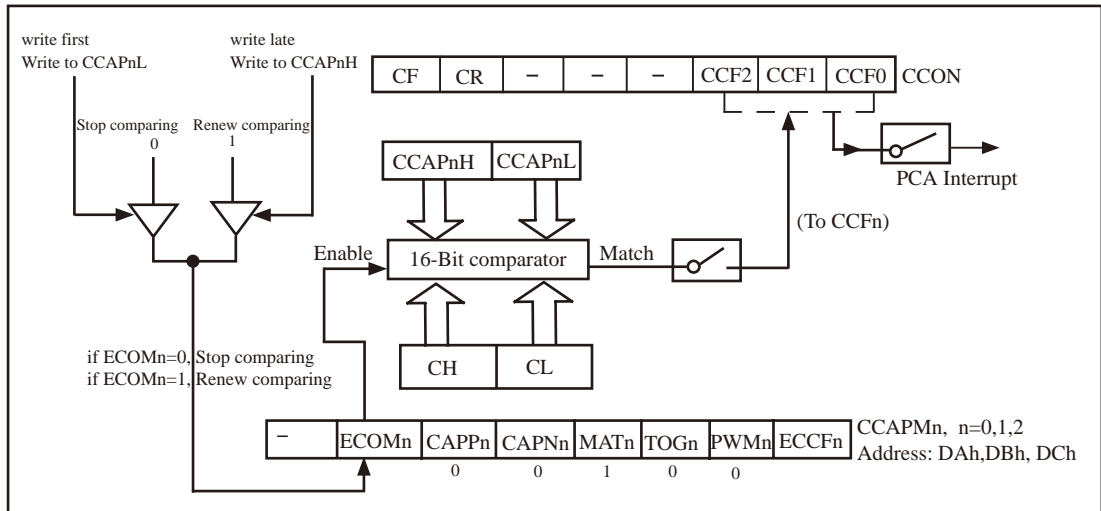 write first
Write to CCAPnL
write late
Write to CCAPnH
CF CR – – – CCF2 CCF1 CCF0 CCON
Stop comparing
0
Renew comparing
1
CCAPnH CCAPnL
PCA Interrupt
(To CCFn)
Enable
16-Bit comparator
Match
if ECOMn=0, Stop comparing
if ECOMn=1, Renew comparing
CH CL
– ECOMn CAPPn CAPNn MATn TOGn PWMn ECCFn
CCAPMn, n=0,1,2
Address: DAh,DBh, DCh
0 0 1 0 0